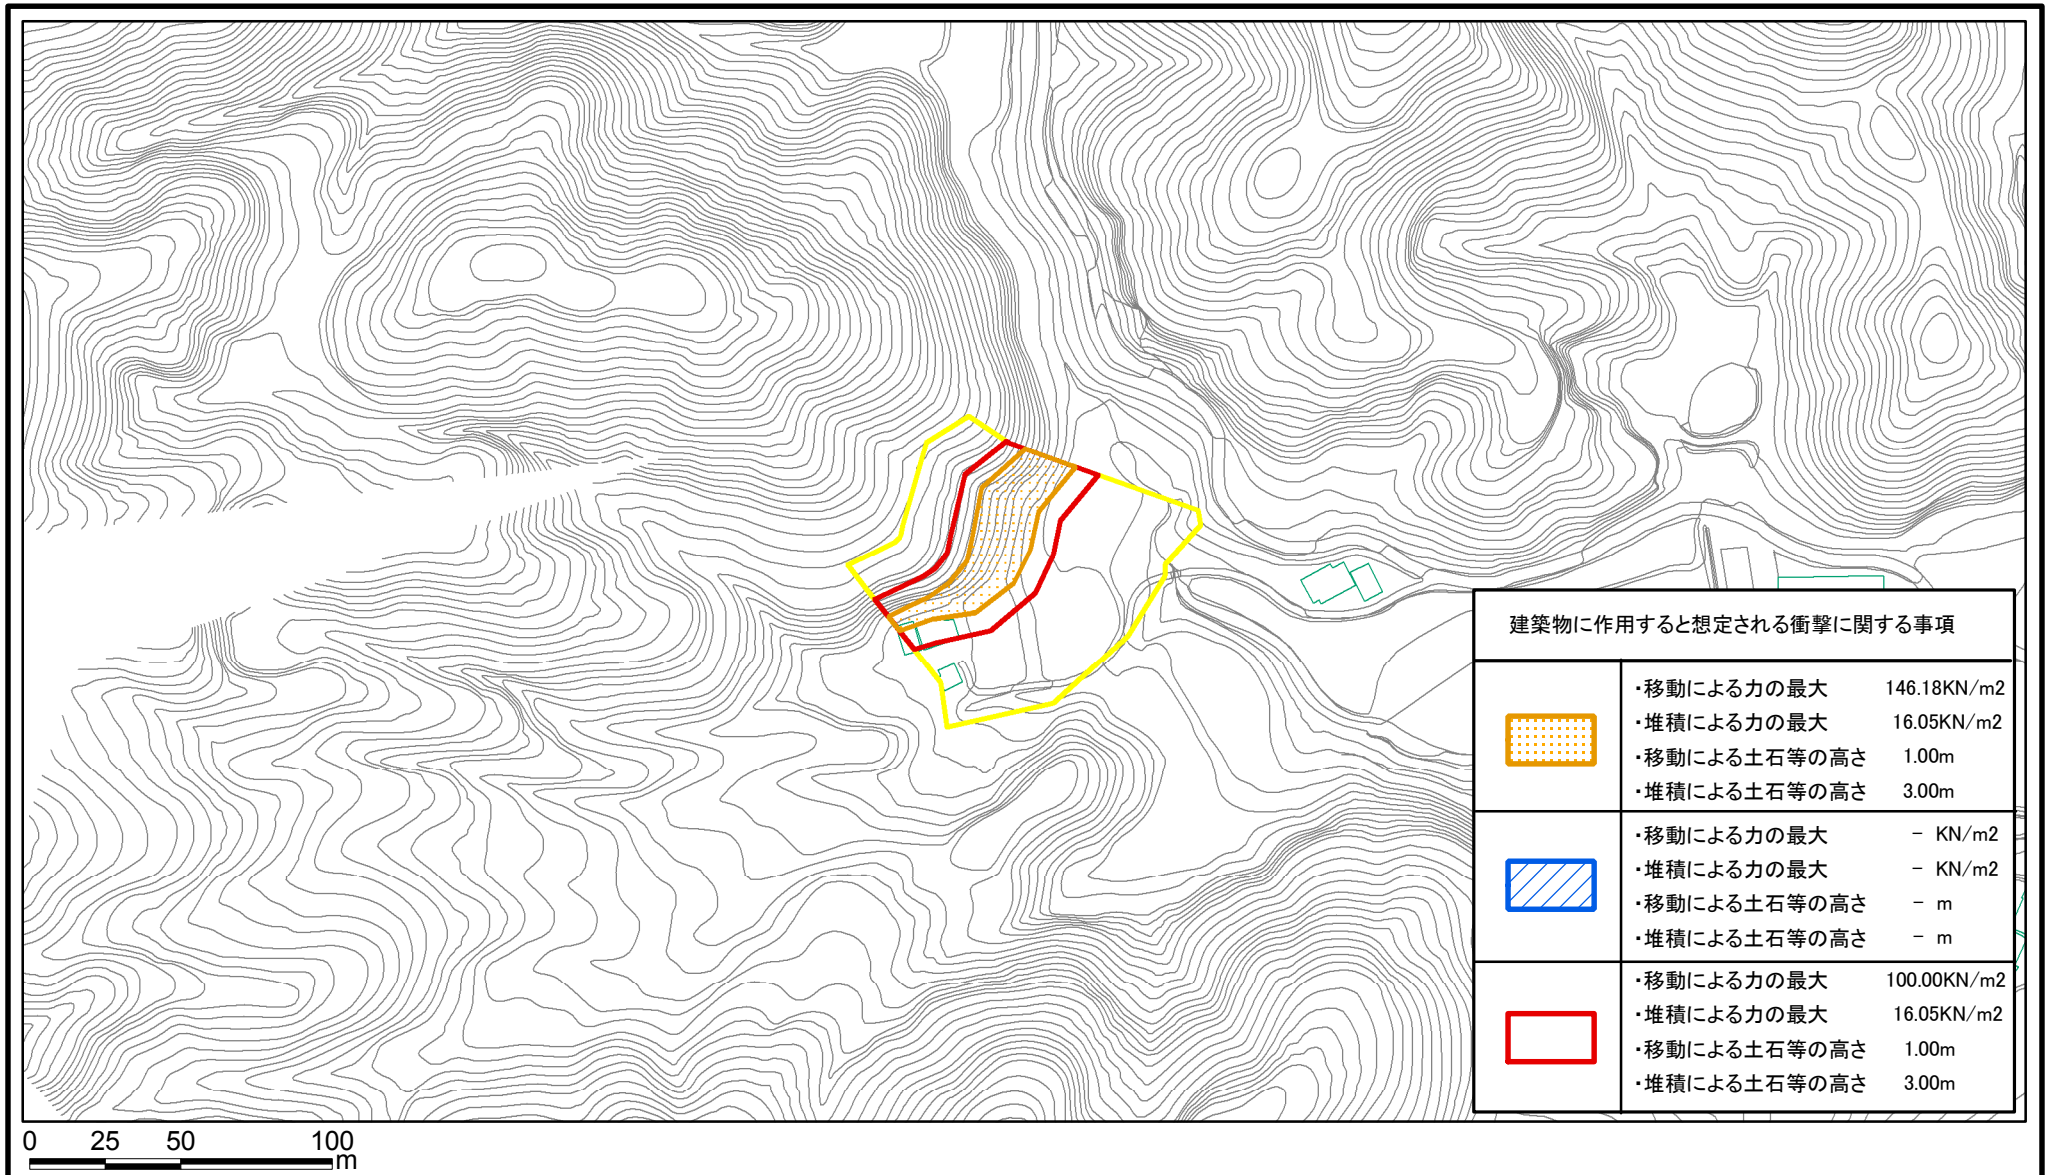 建築物に作用すると想定される衝撃に関する事項
・移動による力の最大 146.18KN/m2
・堆積による力の最大 16.05KN/m2
・移動による土石等の高さ 1.00m
・堆積による土石等の高さ 3.00m
・移動による力の最大 - KN/m2
・堆積による力の最大 - KN/m2
・移動による土石等の高さ - m
・堆積による土石等の高さ - m
・移動による力の最大 100.00KN/m2
・堆積による力の最大 16.05KN/m2
・移動による土石等の高さ 1.00m
・堆積による土石等の高さ 3.00m
0 25 50 100
m